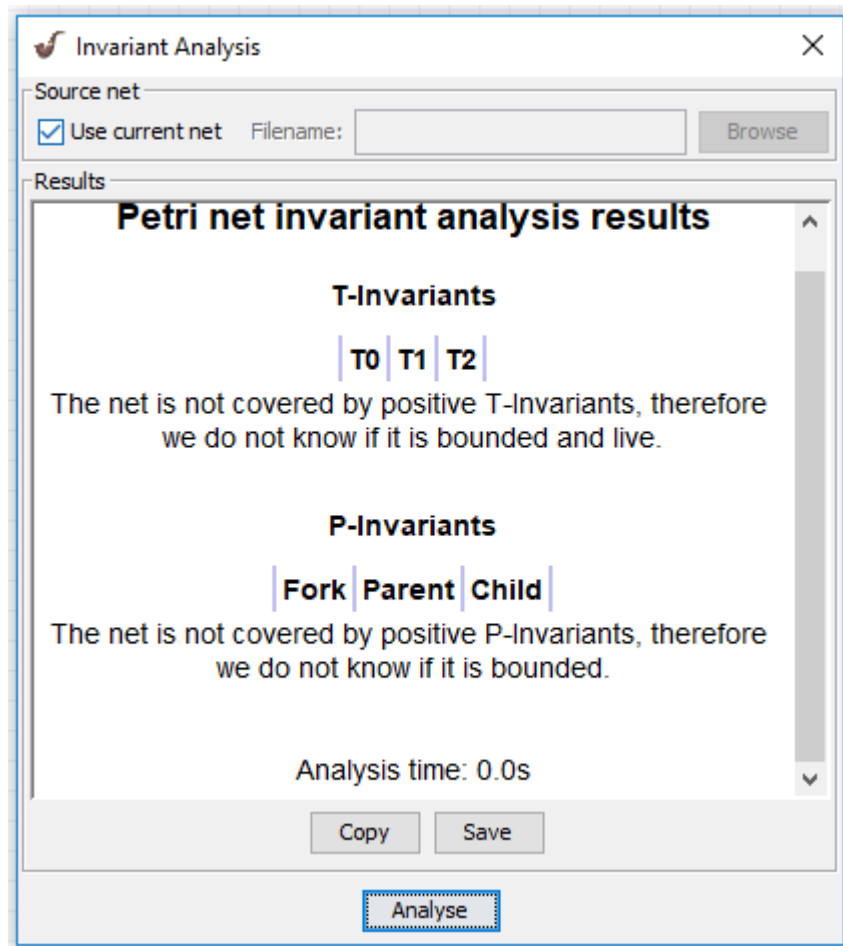 Invariant Analysis
Source net
Use current net Filename: Browse
Results
Petri net invariant analysis results
T-Invariants
T0 T1 T2
The net is not covered by positive T-Invariants, therefore
we do not know if it is bounded and live.
P-Invariants
Fork Parent Child
The net is not covered by positive P-Invariants, therefore
we do not know if it is bounded.
Analysis time: 0.0s
Copy Save
Analyse